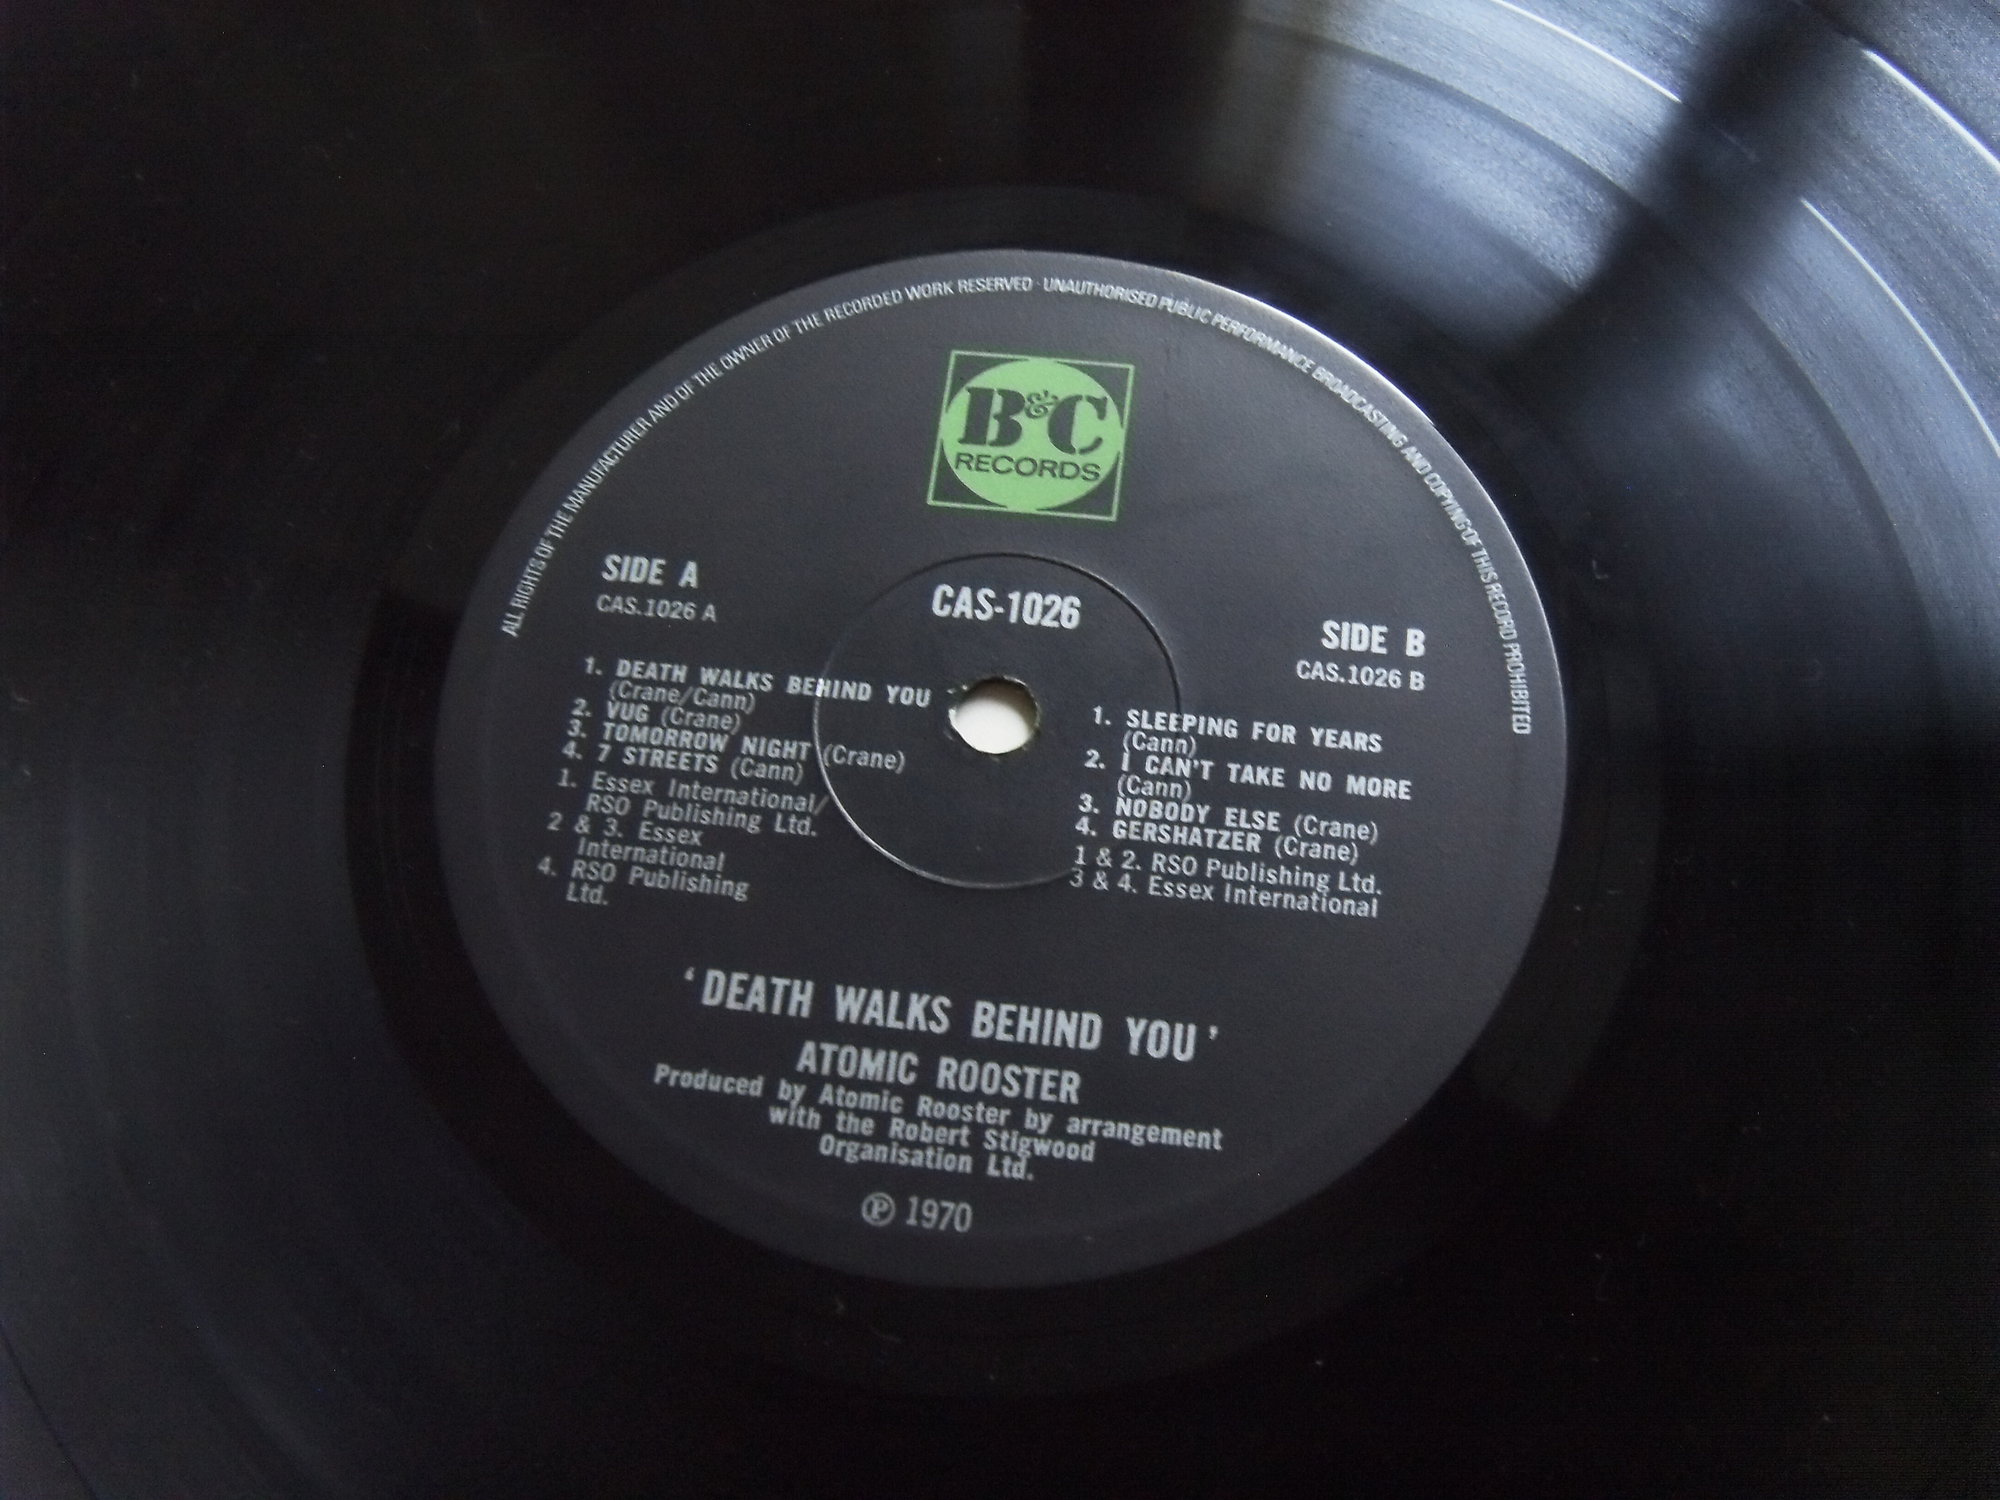 ALL RIGHTS OF THE MANUFACTURER AND OF THE OWNER OF THE RECORDED WORK RESERVED · UNAUTHORISED PUBLIC PERFORMANCE BROADCASTING AND COPYING OF THIS RECORD PROHIBITED
B&C
RECORDS
CAS-1026
SIDE A
CAS.1026 A
1. DEATH WALKS BEHIND YOU
(Crane/Cann)
2. VUG (Crane)
3. TOMORROW NIGHT (Crane)
4. 7 STREETS (Cann)
1. Essex International/
RSO Publishing Ltd.
2 & 3. Essex
International
4. RSO Publishing
Ltd.
SIDE B
CAS.1026 B
1. SLEEPING FOR YEARS
(Cann)
2. I CAN'T TAKE NO MORE
(Cann)
3. NOBODY ELSE (Crane)
4. GERSHATZER (Crane)
1 & 2. RSO Publishing Ltd.
3 & 4. Essex International
‘DEATH WALKS BEHIND YOU’
ATOMIC ROOSTER
Produced by Atomic Rooster by arrangement
with the Robert Stigwood
Organisation Ltd.
℗ 1970